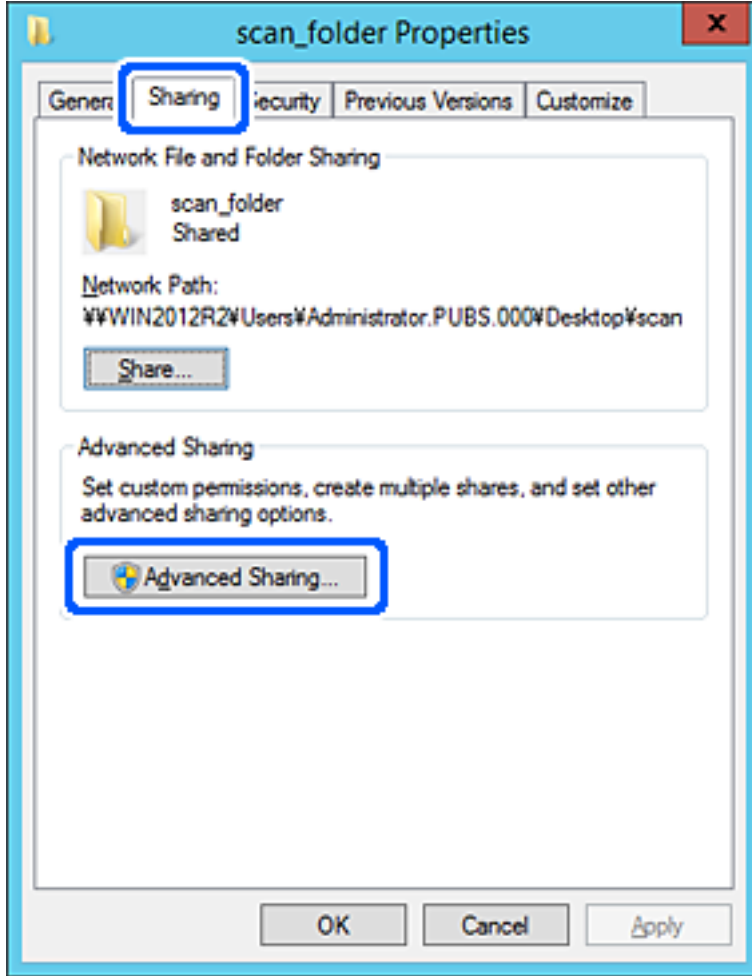 scan_folder Properties
x
Genera Sharing Security Previous Versions Customize
Network File and Folder Sharing
scan_folder
Shared
Network Path:
¥¥WIN2012R2¥Users¥Administrator.PUBS.000¥Desktop¥scan
Share...
Advanced Sharing
Set custom permissions, create multiple shares, and set other
advanced sharing options.
Advanced Sharing...
OK Cancel Apply